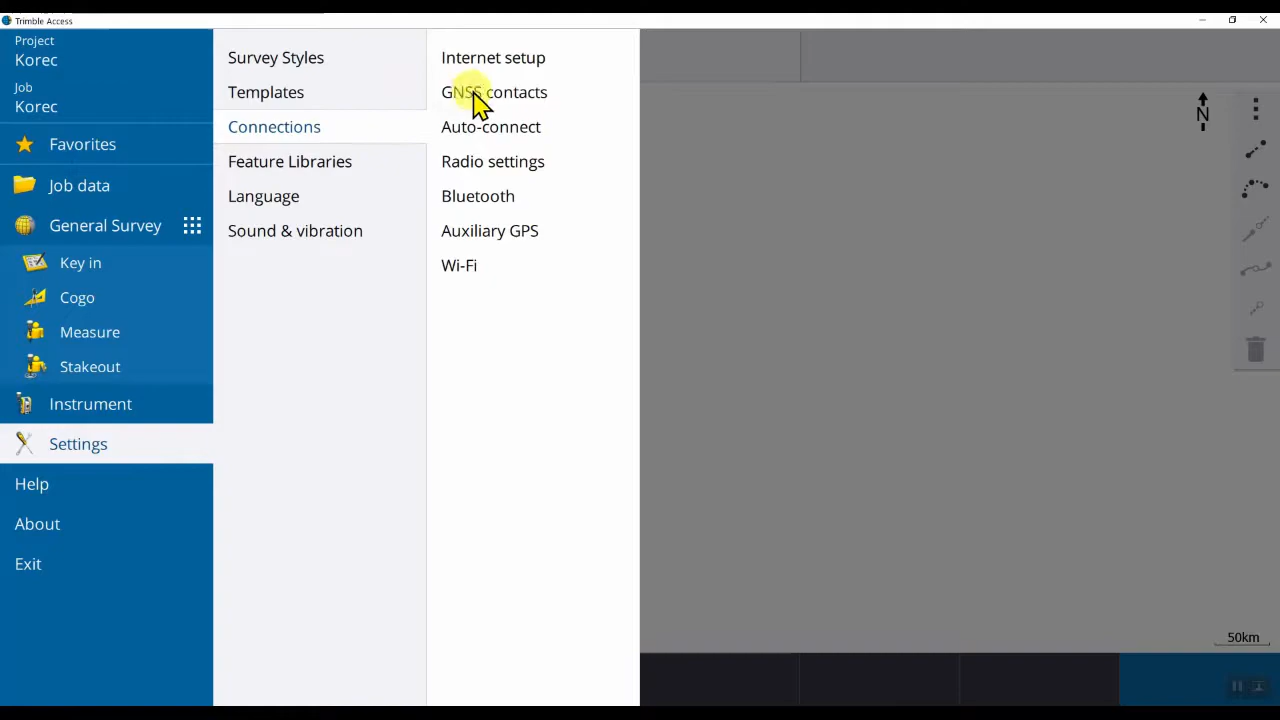 Trimble Access
Project
Korec
Job
Korec
Favorites
Job data
General Survey
Key in
Cogo
Measure
Stakeout
Instrument
Settings
Help
About
Exit
Survey Styles
Templates
Connections
Feature Libraries
Language
Sound & vibration
Internet setup
GNSS contacts
Auto-connect
Radio settings
Bluetooth
Auxiliary GPS
Wi-Fi
N
50km